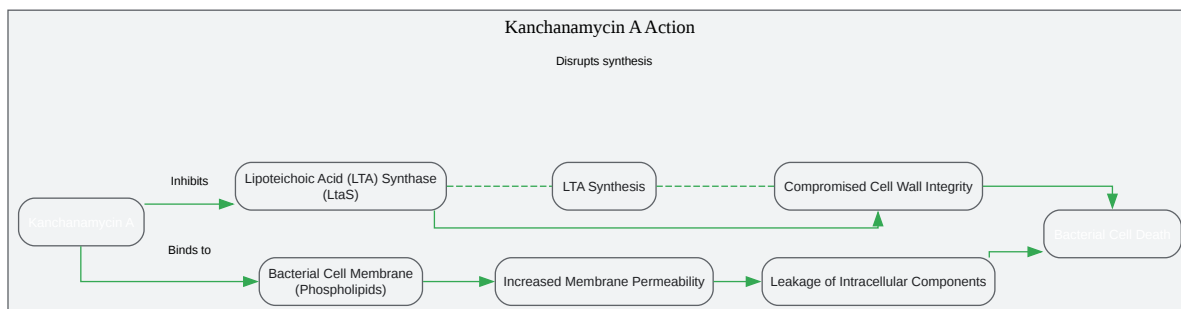 Kanchanamycin A Action
Disrupts synthesis
Inhibits
Lipoteichoic Acid (LTA) Synthase
(LtaS)
LTA Synthesis
Compromised Cell Wall Integrity
Kanchanamycin A
Bacterial Cell Death
Binds to
Bacterial Cell Membrane
(Phospholipids)
Increased Membrane Permeability
Leakage of Intracellular Components